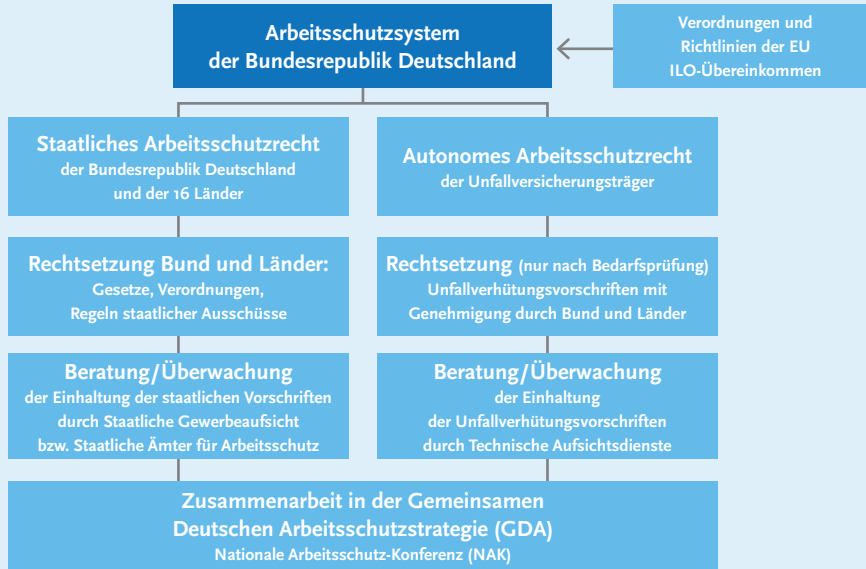 Arbeitsschutzsystem
der Bundesrepublik Deutschland
Verordnungen und
Richtlinien der EU
ILO-Übereinkommen
Staatliches Arbeitsschutzrecht
der Bundesrepublik Deutschland
und der 16 Länder
Autonomes Arbeitsschutzrecht
der Unfallversicherungsträger
Rechtsetzung Bund und Länder:
Gesetze, Verordnungen,
Regeln staatlicher Ausschüsse
Rechtsetzung (nur nach Bedarfsprüfung)
Unfallverhütungsvorschriften mit
Genehmigung durch Bund und Länder
Beratung/Überwachung
der Einhaltung der staatlichen Vorschriften
durch Staatliche Gewerbeaufsicht
bzw. Staatliche Ämter für Arbeitsschutz
Beratung/Überwachung
der Einhaltung
der Unfallverhütungsvorschriften
durch Technische Aufsichtsdienste
Zusammenarbeit in der Gemeinsamen
Deutschen Arbeitsschutzstrategie (GDA)
Nationale Arbeitsschutz-Konferenz (NAK)